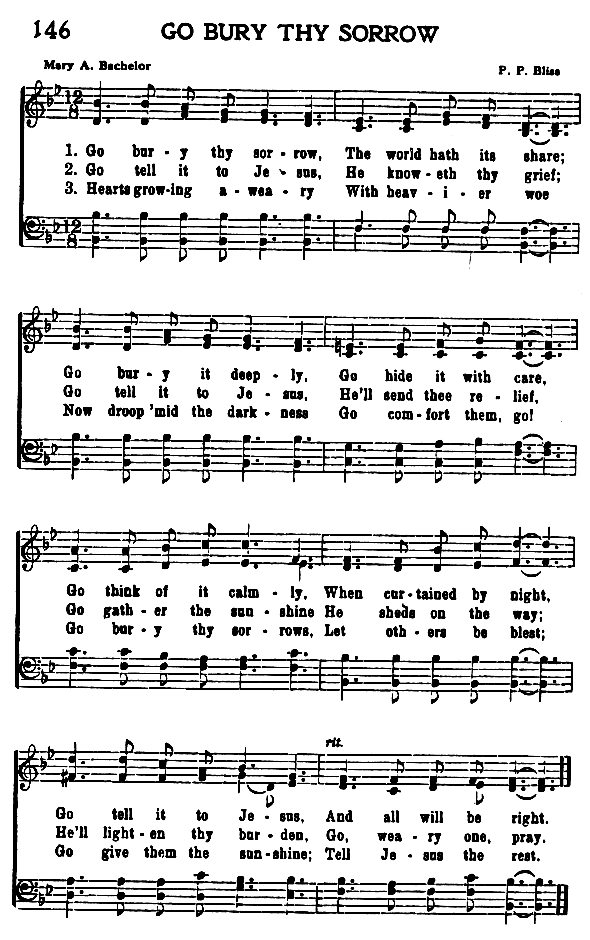 146 GO BURY THY SORROW
Mary A. Bachelor P. P. Bliss
12 8
1. Go bur - y thy sor - row, The world hath its share;
2. Go tell it to Je - sus, He know - eth thy grief;
3. Hearts grow-ing a - wea - ry With heav - i - er woe
12 8
Go bur - y it deep - ly, Go hide it with care,
Go tell it to Je - sus, He'll send thee re - lief,
Now droop 'mid the dark - ness Go com - fort them, go!
Go think of it calm - ly, When cur - tained by night,
Go gath - er the sun - shine He sheds on the way;
Go bur - y thy sor - rows, Let oth - ers be blest;
rit.
Go tell it to Je - sus, And all will be right.
He'll light - en thy bur - den, Go, wea - ry one, pray.
Go give them the sun - shine; Tell Je - sus the rest.